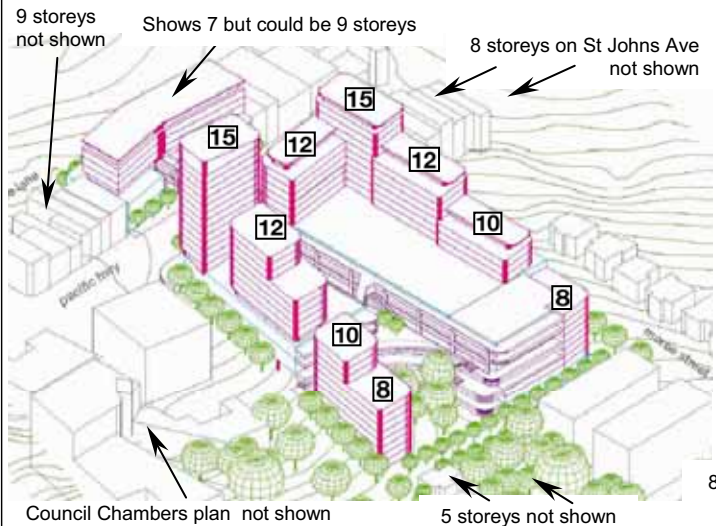 9 storeys
not shown
Shows 7 but could be 9 storeys
8 storeys on St Johns Ave
not shown
15
15
12
12
12
10
8
10
8
pacific hwy
street
Council Chambers plan not shown
5 storeys not shown
8